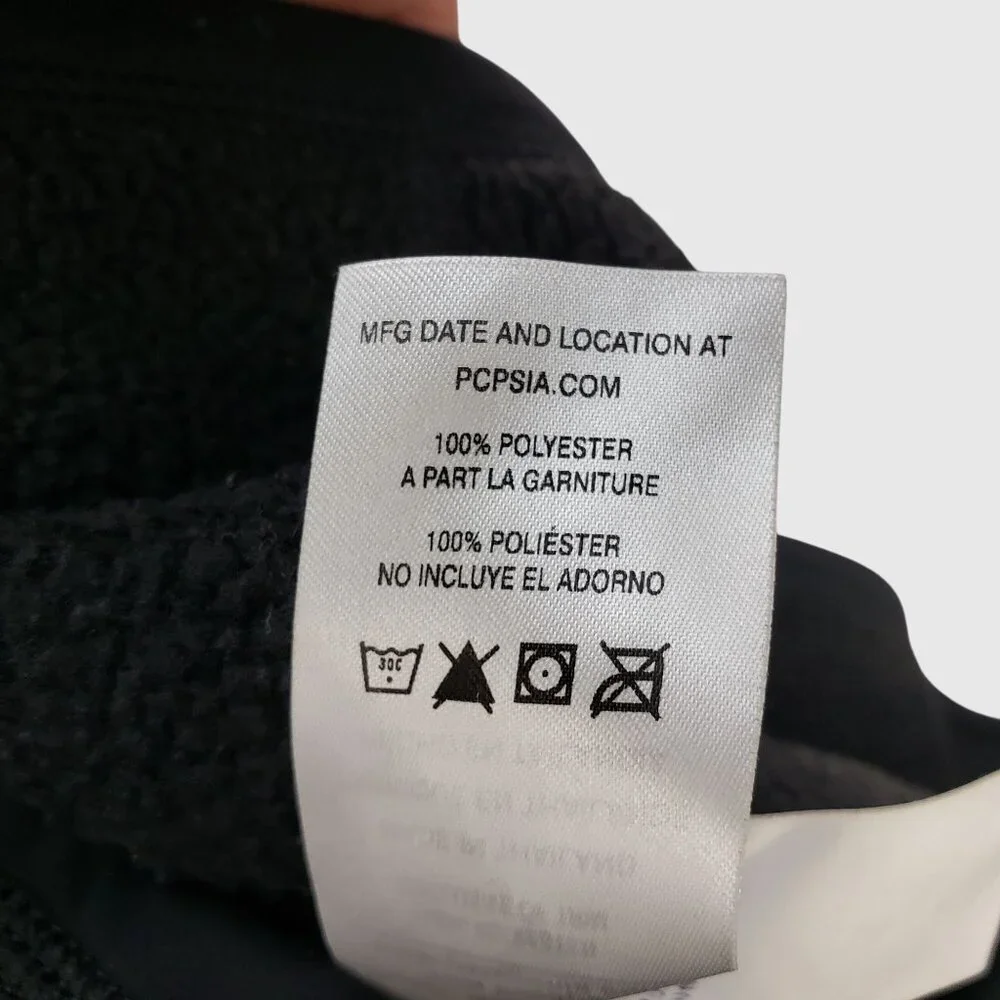 MFG DATE AND LOCATION AT
PCPSIA.COM
100% POLYESTER
A PART LA GARNITURE
100% POLIÉSTER
NO INCLUYE EL ADORNO
30C